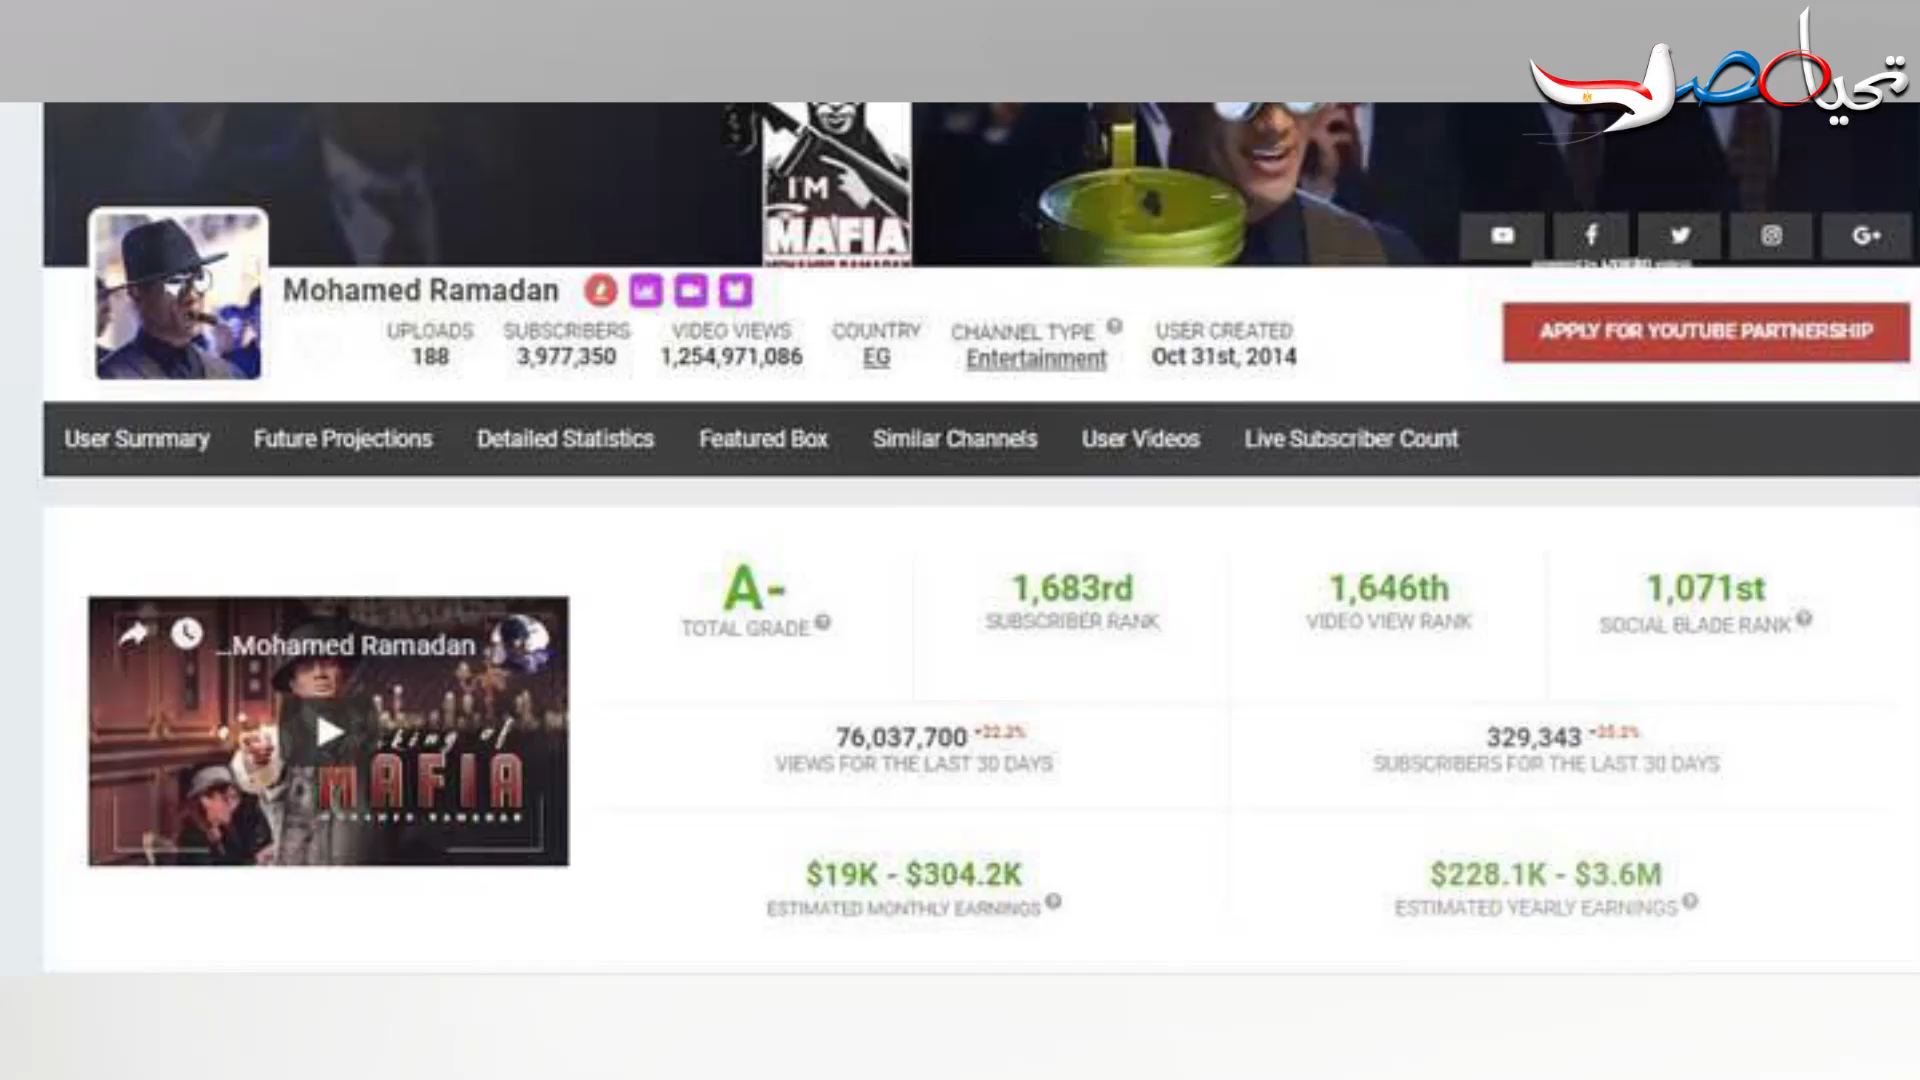 تحيا مصر
I'M
MAFIA
MOHAMED RAMADAN
Mohamed Ramadan
UPLOADS
188
SUBSCRIBERS
3,977,350
VIDEO VIEWS
1,254,971,086
COUNTRY
EG
CHANNEL TYPE
Entertainment
USER CREATED
Oct 31st, 2014
G+
APPLY FOR YOUTUBE PARTNERSHIP
User Summary
Future Projections
Detailed Statistics
Featured Box
Similar Channels
User Videos
Live Subscriber Count
...Mohamed Ramadan
king of
MAFIA
MOHAMED RAMADAN
A-
TOTAL GRADE
1,683rd
SUBSCRIBER RANK
1,646th
VIDEO VIEW RANK
1,071st
SOCIAL BLADE RANK
76,037,700
VIEWS FOR THE LAST 30 DAYS
329,343
SUBSCRIBERS FOR THE LAST 30 DAYS
$19K - $304.2K
ESTIMATED MONTHLY EARNINGS
$228.1K - $3.6M
ESTIMATED YEARLY EARNINGS